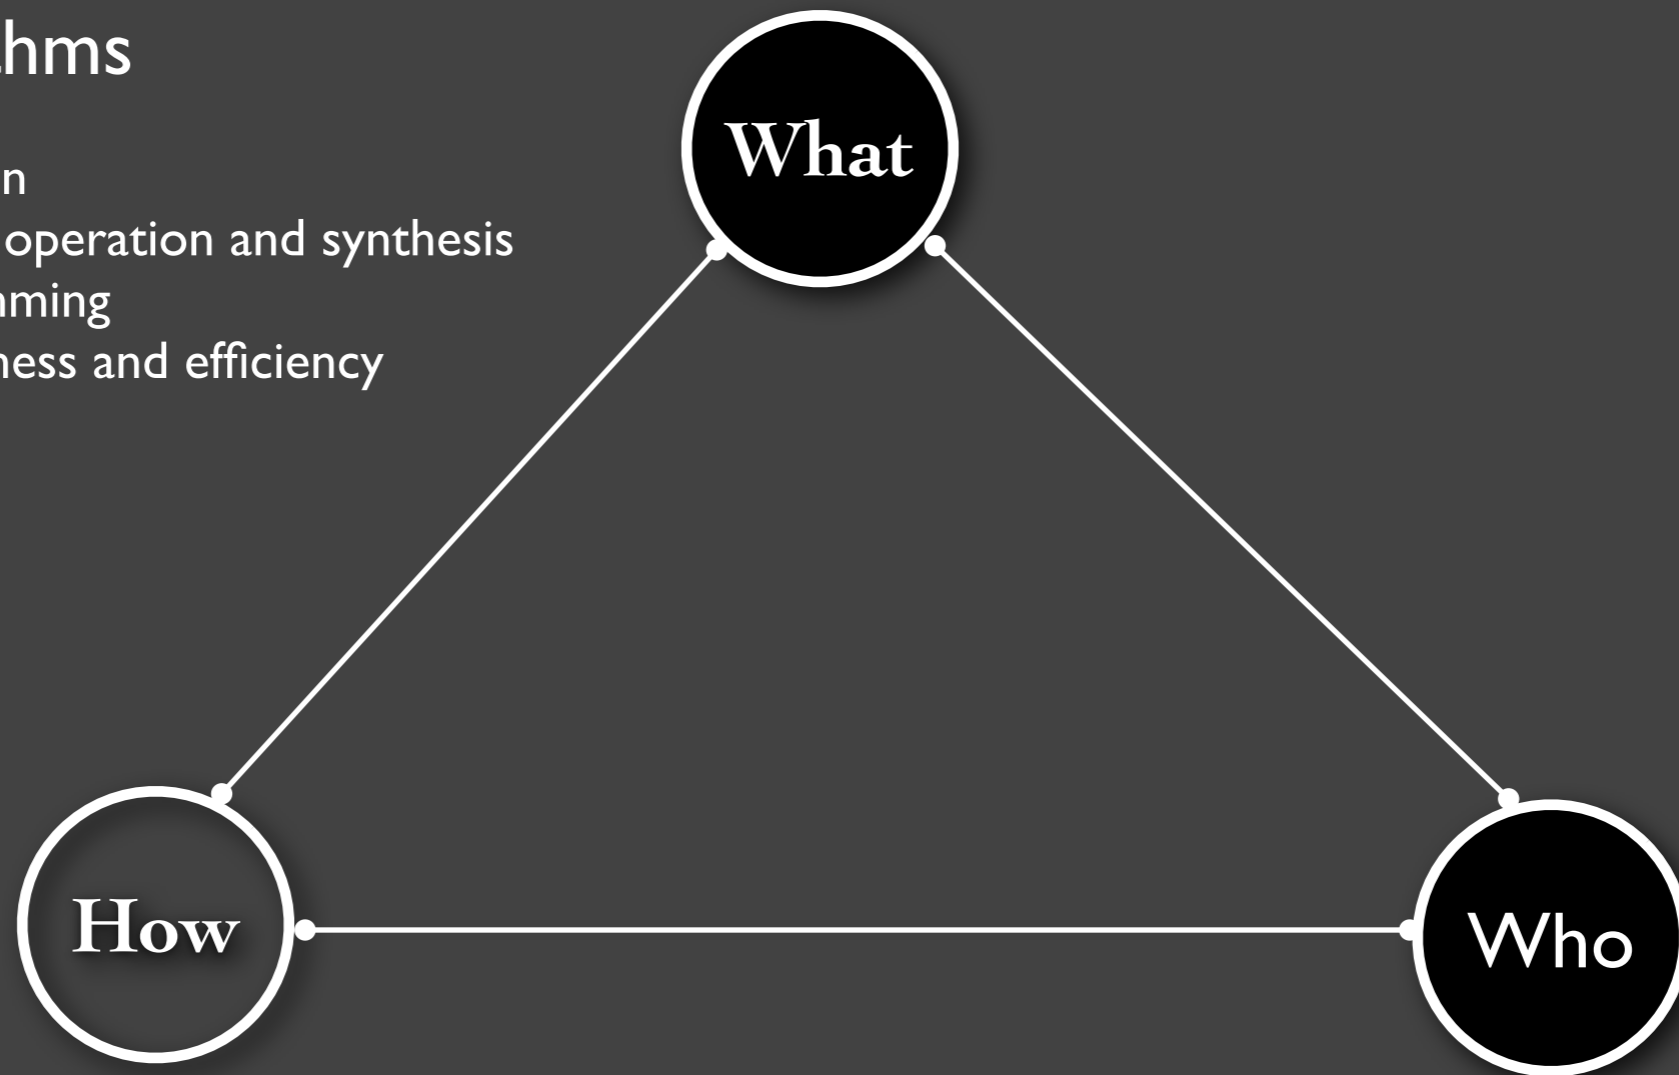 hms
n
operation and synthesis
ming
ness and efficiency
What
How
Who